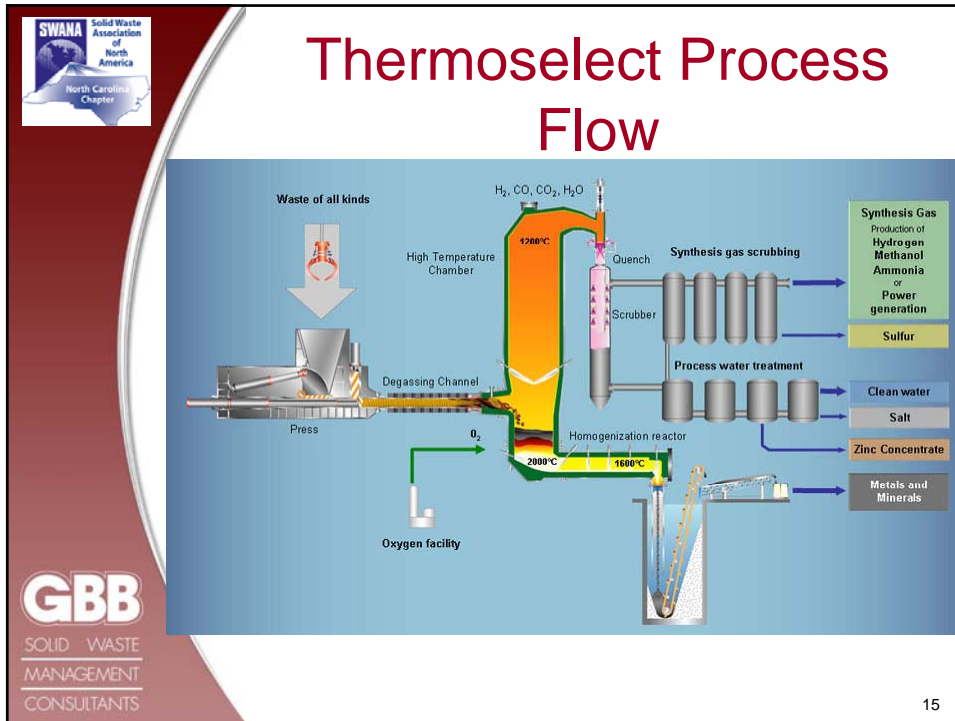 SWANA
Solid Waste
Association
of
North
America
North Carolina
Chapter
Thermoselect Process
Flow
Waste of all kinds
Press
Degassing Channel
O₂
Oxygen facility
H₂, CO, CO₂, H₂O
1200°C
High Temperature
Chamber
2000°C
Homogenization reactor
1600°C
Quench
Scrubber
Synthesis gas scrubbing
Process water treatment
Synthesis Gas
Production of
Hydrogen
Methanol
Ammonia
or
Power
generation
Sulfur
Clean water
Salt
Zinc Concentrate
Metals and
Minerals
GBB
SOLID WASTE
MANAGEMENT
CONSULTANTS
15